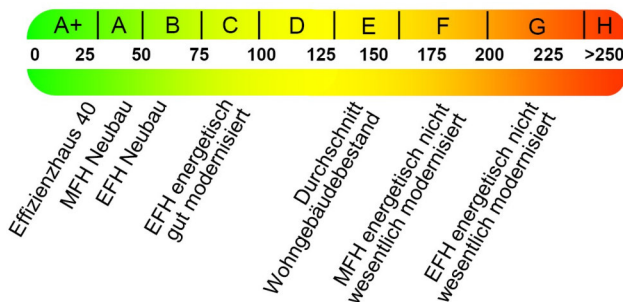 A+ A B C D E F G H
0 25 50 75 100 125 150 175 200 225 >250
Effizienzhaus 40
MFH Neubau
EFH Neubau
EFH energetisch
gut modernisiert
Durchschnitt
Wohngebäudebestand
MFH energetisch nicht
wesentlich modernisiert
EFH energetisch nicht
wesentlich modernisiert